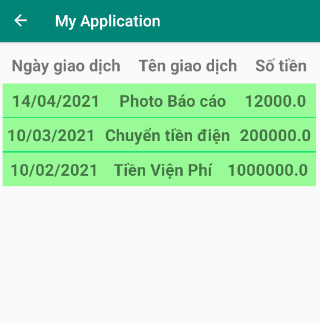 My Application
Ngày giao dịch Tên giao dịch Số tiền
14/04/2021 Photo Báo cáo 12000.0
10/03/2021 Chuyển tiền điện 200000.0
10/02/2021 Tiền Viện Phí 1000000.0